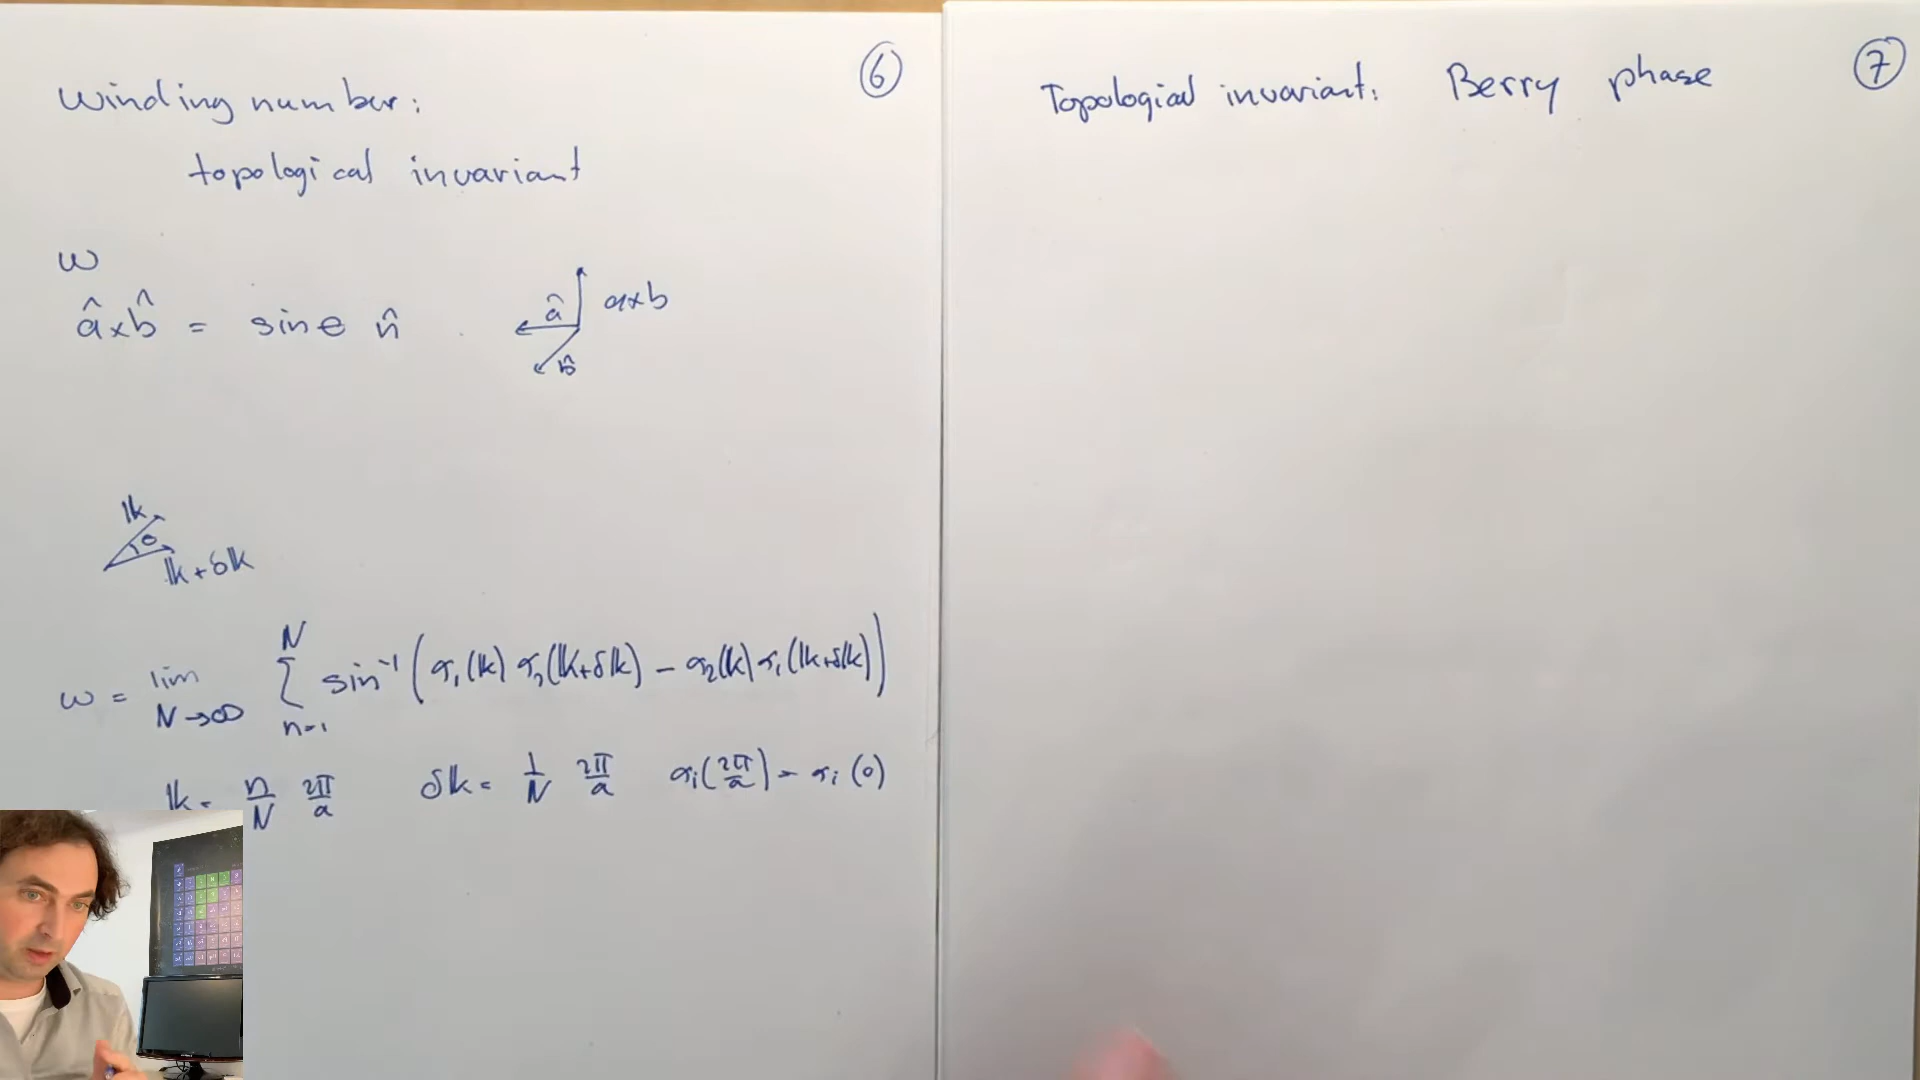 6
Winding number:
topological invariant
w
â x b̂ = sin θ n̂
â
a x b
b̂
k
θ
k + δk
w = lim N→∞ Σ n=1 N sin⁻¹ (σ₁(k) σ₂(k+δk) − σ₂(k) σ₁(k+δk))
k = n/N 2π/a δk = 1/N 2π/a σᵢ(2π/a) = σᵢ(0)
7
Topological invariant: Berry phase